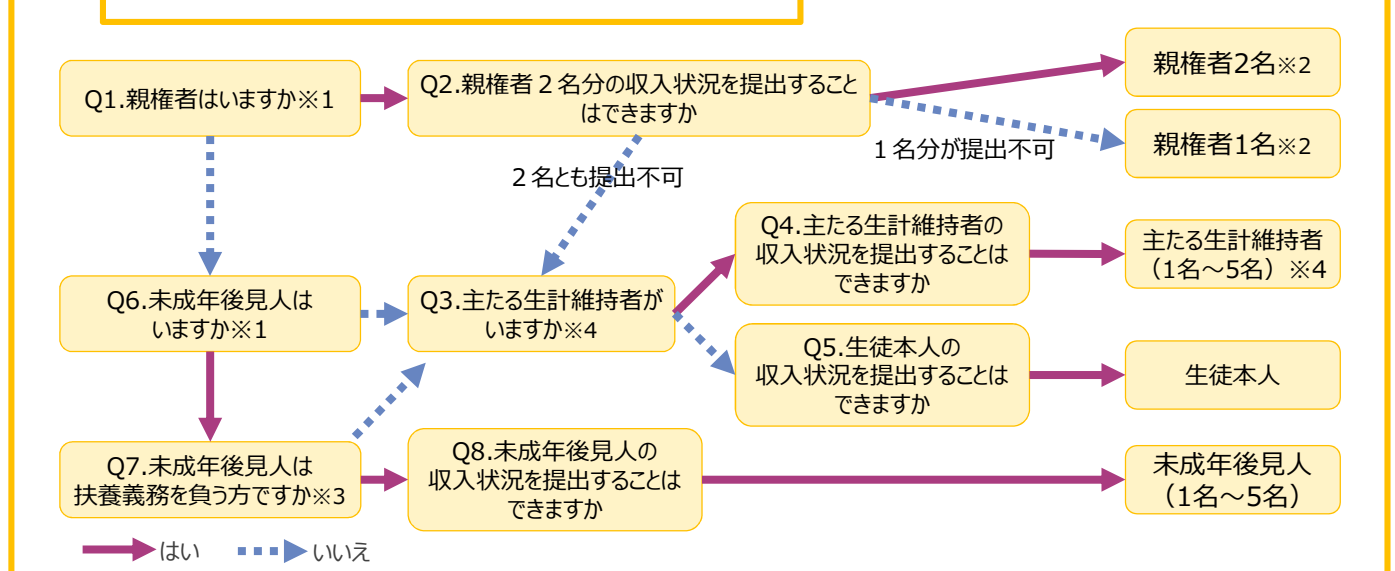 Q1.親権者はいますか※1
Q2.親権者２名分の収入状況を提出すること
はできますか
親権者2名※2
１名分が提出不可
親権者1名※2
２名とも提出不可
Q4.主たる生計維持者の
収入状況を提出することは
できますか
主たる生計維持者
（1名～5名）※4
Q6.未成年後見人は
いますか※1
Q3.主たる生計維持者が
いますか※4
Q5.生徒本人の
収入状況を提出することは
できますか
生徒本人
Q7.未成年後見人は
扶養義務を負う方ですか※3
Q8.未成年後見人の
収入状況を提出することは
できますか
未成年後見人
（1名～5名）
はい
いいえ